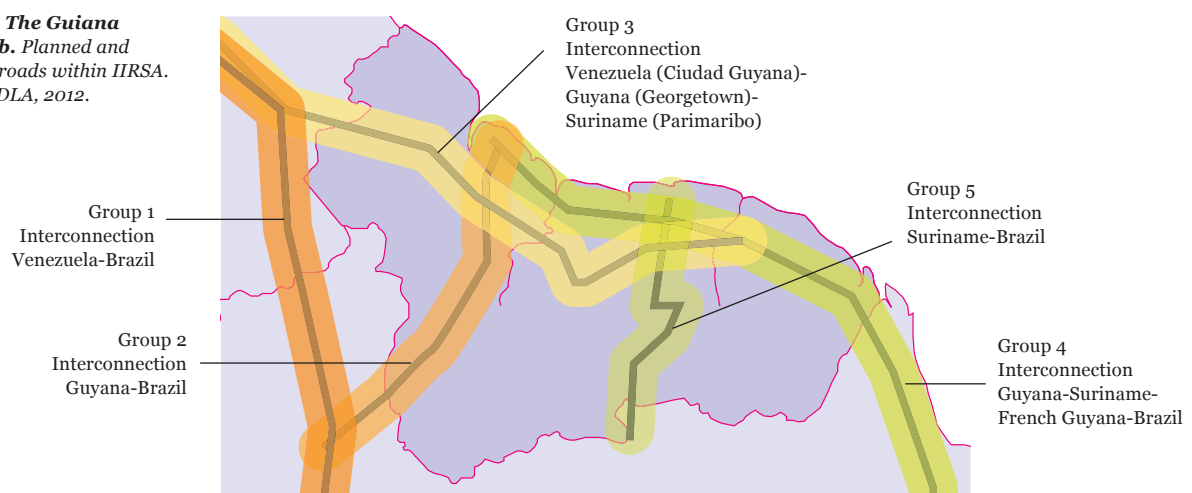 The Guiana
b. Planned and
roads within IIRSA.
DLA, 2012.
Group 3
Interconnection
Venezuela (Ciudad Guyana)-
Guyana (Georgetown)-
Suriname (Parimaribo)
Group 5
Interconnection
Suriname-Brazil
Group 1
Interconnection
Venezuela-Brazil
Group 2
Interconnection
Guyana-Brazil
Group 4
Interconnection
Guyana-Suriname-
French Guyana-Brazil